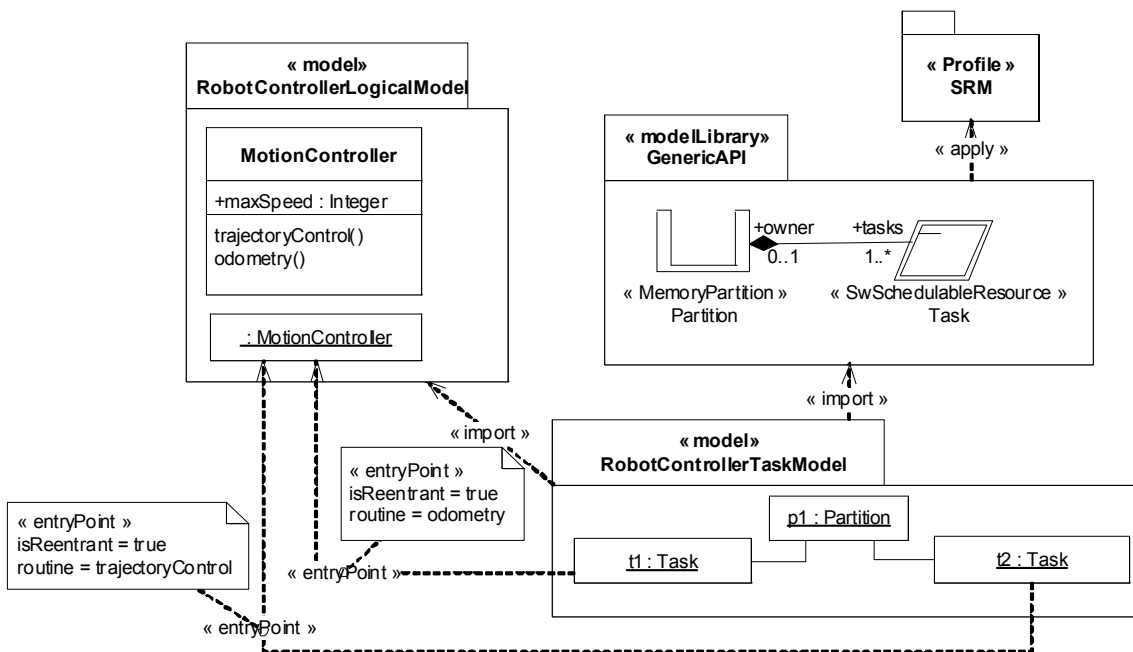 « model»
RobotControllerLogicalModel
MotionController
+maxSpeed : Integer
trajectoryControl()
odometry()
: MotionController
« Profile »
SRM
« apply »
« modelLibrary»
GenericAPI
+owner
+tasks
0..1
1..*
« MemoryPartition »
Partition
« SwSchedulableResource »
Task
« import »
« import »
« model»
RobotControllerTaskModel
p1 : Partition
t1 : Task
t2 : Task
« entryPoint »
isReentrant = true
routine = odometry
« entryPoint »
isReentrant = true
routine = trajectoryControl
« entryPoint»
« entryPoint»